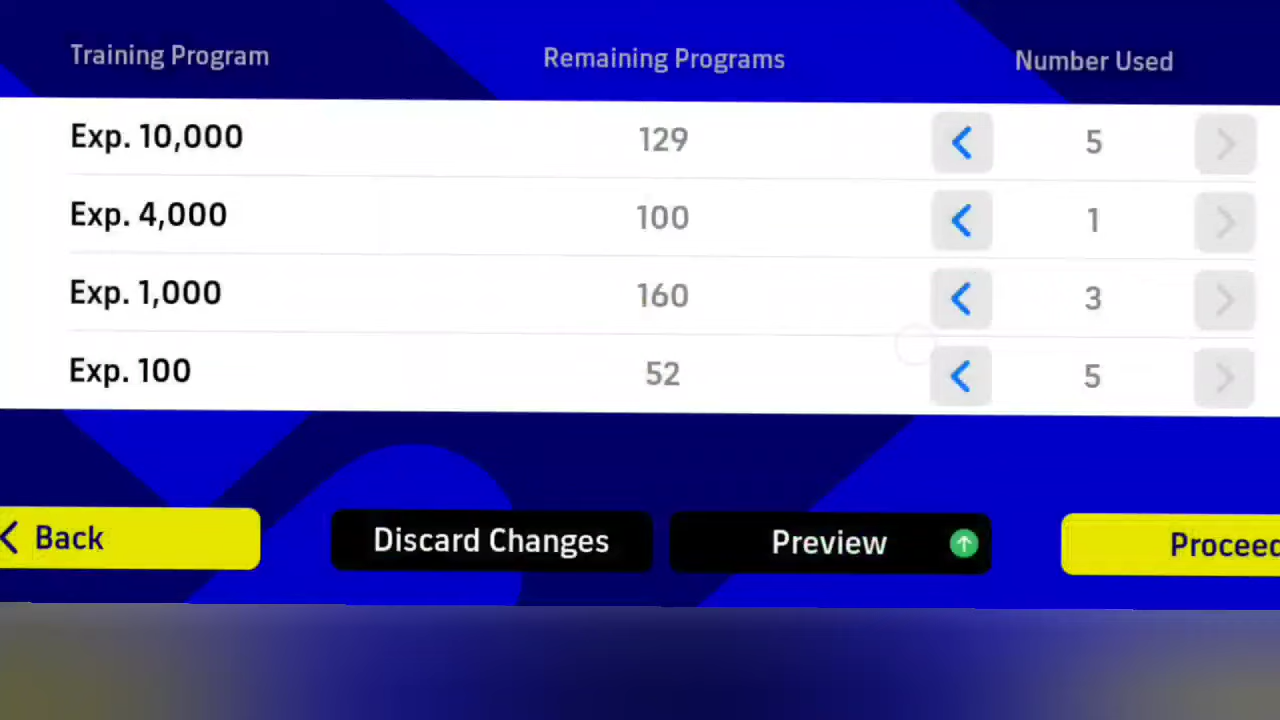 Training Program Remaining Programs Number Used
Exp. 10,000 129 5
Exp. 4,000 100 1
Exp. 1,000 160 3
Exp. 100 52 5
Back Discard Changes Preview Proceed